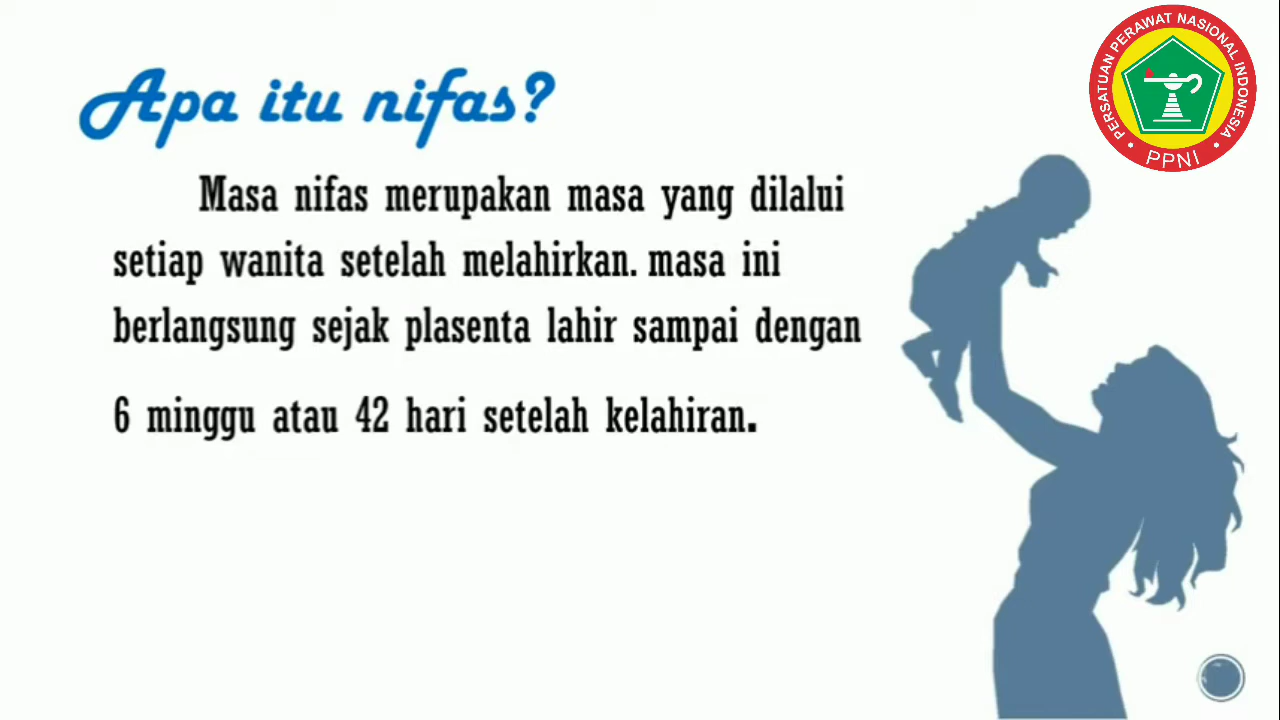 Apa itu nifas?
Masa nifas merupakan masa yang dilalui
setiap wanita setelah melahirkan. masa ini
berlangsung sejak plasenta lahir sampai dengan
6 minggu atau 42 hari setelah kelahiran.
PERSATUAN PERAWAT NASIONAL INDONESIA
PPNI